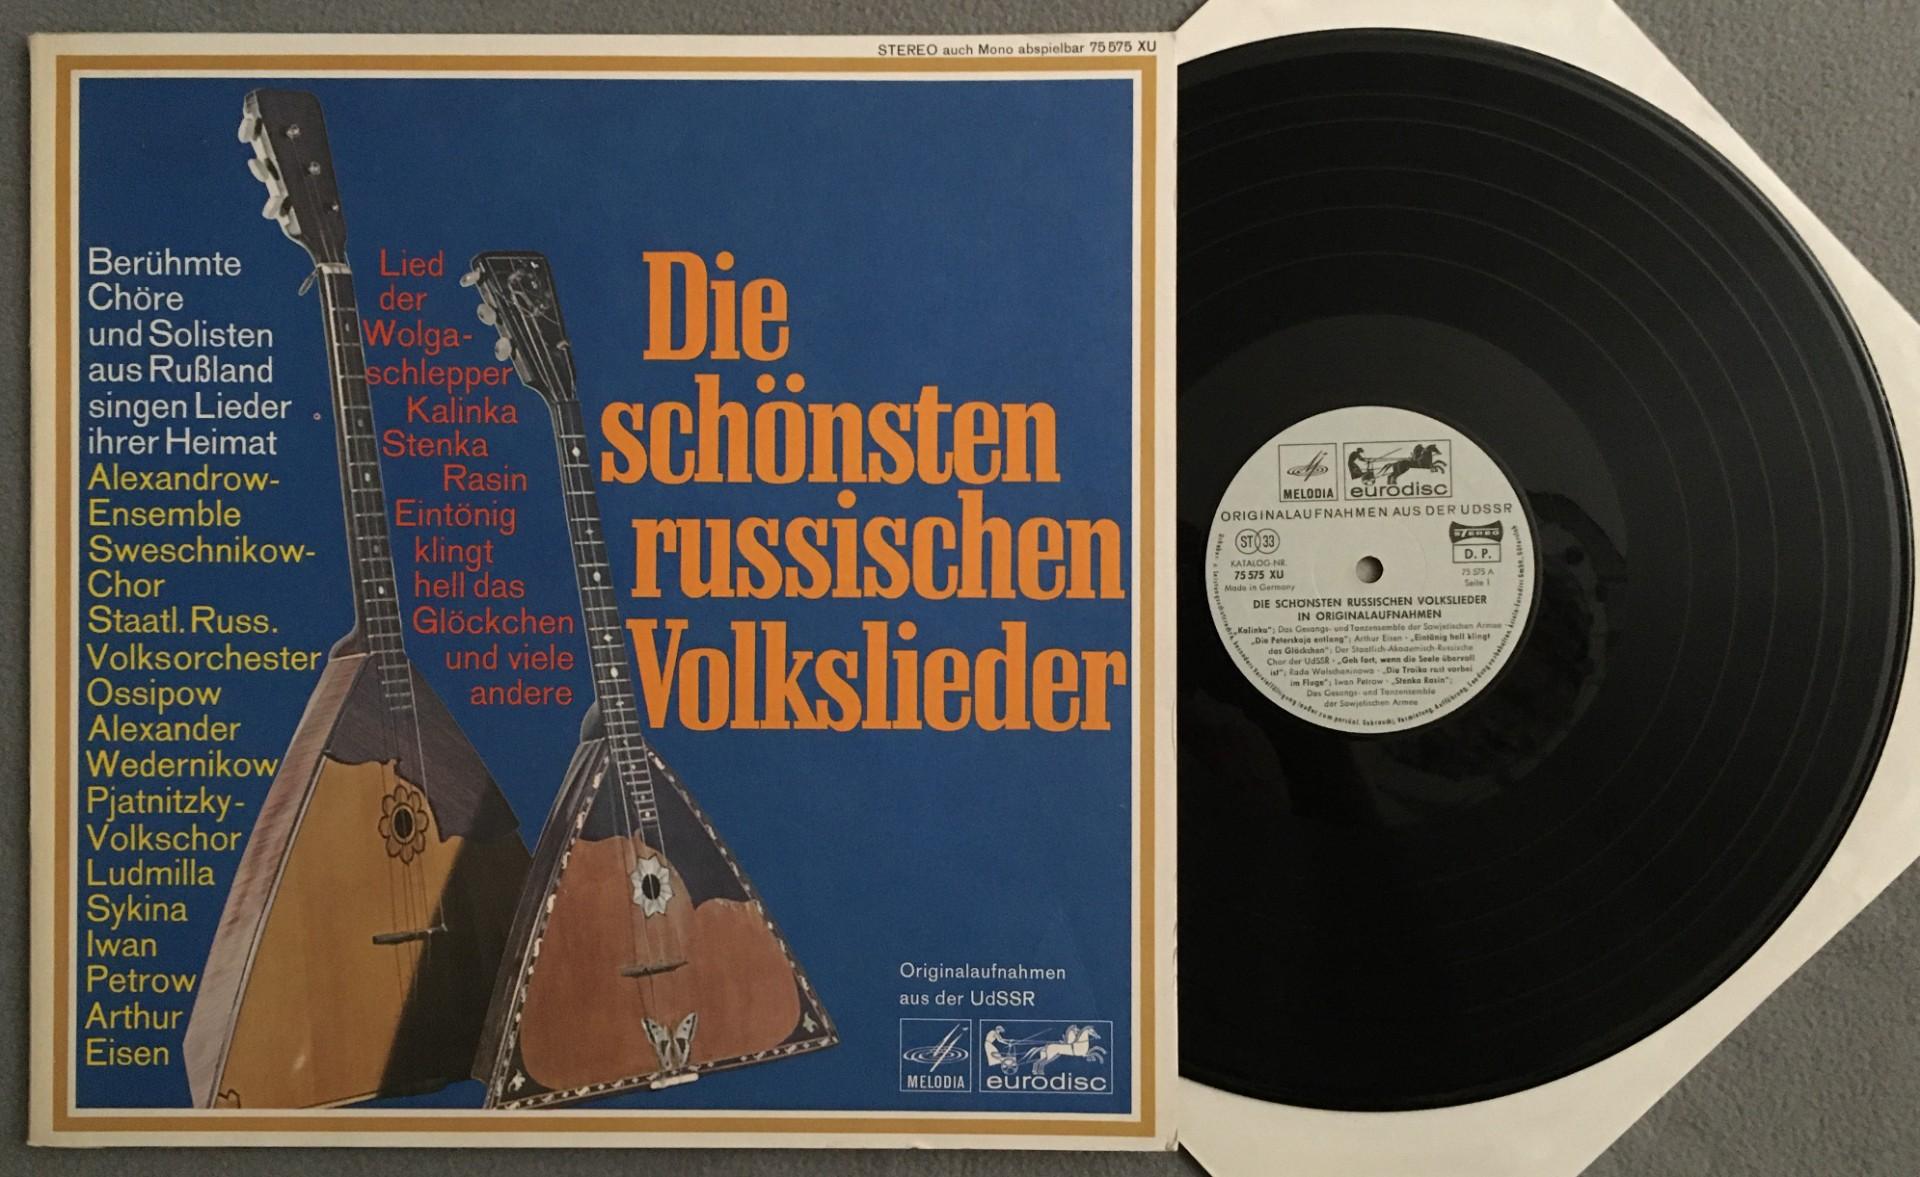 STEREO auch Mono abspielbar 75 575 XU
Berühmte
Chöre
und Solisten
aus Rußland
singen Lieder
ihrer Heimat
Alexandrow-
Ensemble
Sweschnikow-
Chor
Staatl. Russ.
Volksorchester
Ossipow
Alexander
Wedernikow
Pjatnitzky-
Volkschor
Ludmilla
Sykina
Iwan
Petrow
Arthur
Eisen
Lied
der
Wolga-
schlepper
Kalinka
Stenka
Rasin
Eintönig
klingt
hell das
Glöckchen
und viele
andere
Die
schönsten
russischen
Volkslieder
Originalaufnahmen
aus der UdSSR
MELODIA
eurodisc
MELODIA
eurodisc
ORIGINALAUFNAHMEN AUS DER UDSSR
ST 33
STEREO
D. P.
KATALOG-NR.
75 575 XU
Made in Germany
75 575 A
Seite 1
DIE SCHÖNSTEN RUSSISCHEN VOLKSLIEDER
IN ORIGINALAUFNAHMEN
„Kalinka"; Das Gesangs- und Tanzensemble der Sowjetischen Armee
„Die Peterskaja entlang"; Arthur Eisen · „Eintönig hell klingt
das Glöckchen"; Der Staatlich-Akademisch-Russische
Chor der UdSSR · „Geh fort, wenn die Seele übervoll
ist"; Rada Wolschaninowa · „Die Troika rast vorbei
im Fluge"; Iwan Petrow · „Stenka Rasin";
Das Gesangs- und Tanzensemble
der Sowjetischen Armee